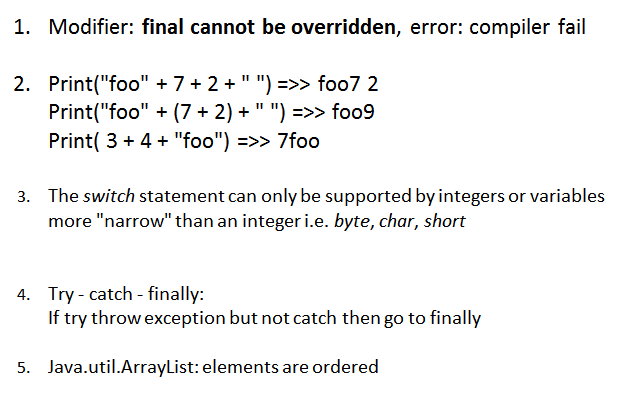 1. Modifier: final cannot be overridden, error: compiler fail
2. Print("foo" + 7 + 2 + " ") =>> foo7 2
Print("foo" + (7 + 2) + " ") =>> foo9
Print( 3 + 4 + "foo") =>> 7foo
3. The switch statement can only be supported by integers or variables
more "narrow" than an integer i.e. byte, char, short
4. Try - catch - finally:
If try throw exception but not catch then go to finally
5. Java.util.ArrayList: elements are ordered